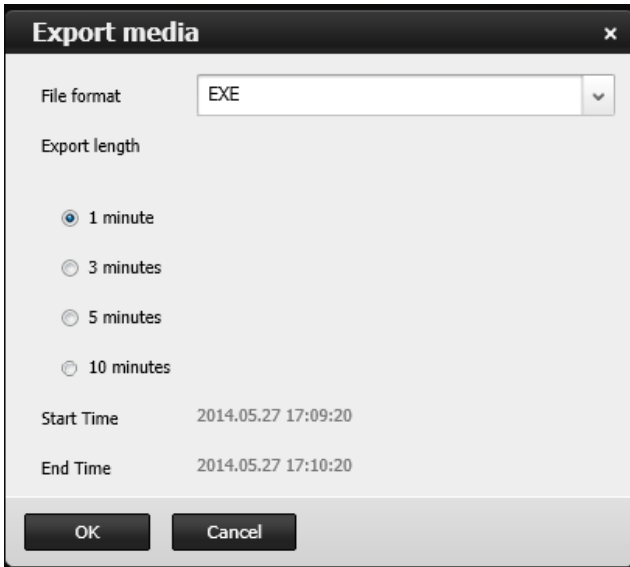 Export media
File format EXE
Export length
1 minute
3 minutes
5 minutes
10 minutes
Start Time 2014.05.27 17:09:20
End Time 2014.05.27 17:10:20
OK Cancel